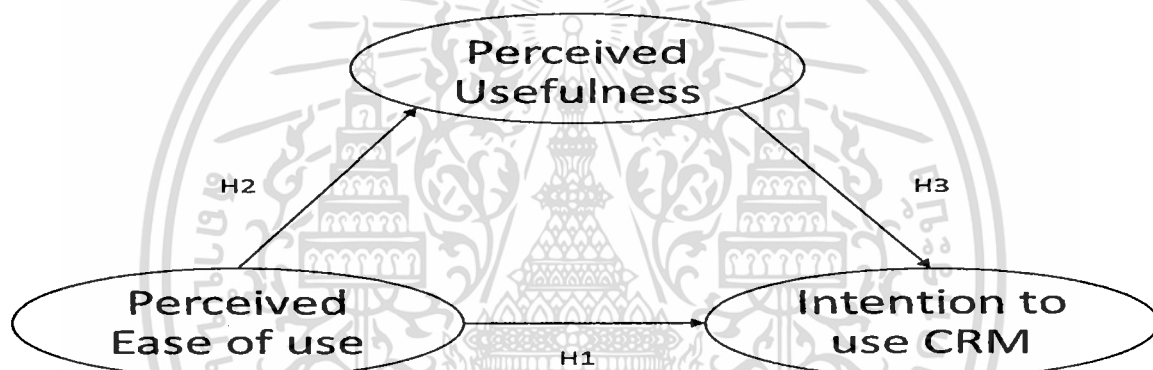 Perceived
Usefulness
H2
H3
Perceived
Ease of use
H1
Intention to
use CRM